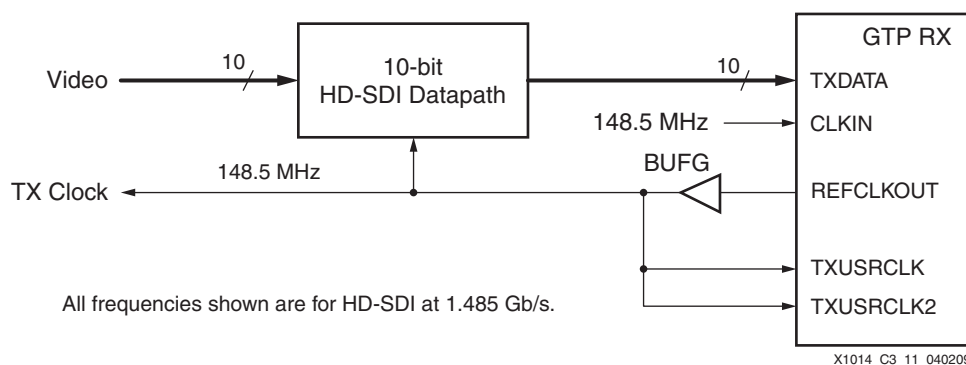 GTP RX
Video
10
10-bit
HD-SDI Datapath
10
TXDATA
148.5 MHz
CLKIN
BUFG
TX Clock
148.5 MHz
REFCLKOUT
TXUSRCLK
All frequencies shown are for HD-SDI at 1.485 Gb/s.
TXUSRCLK2
X1014_C3_11_040209